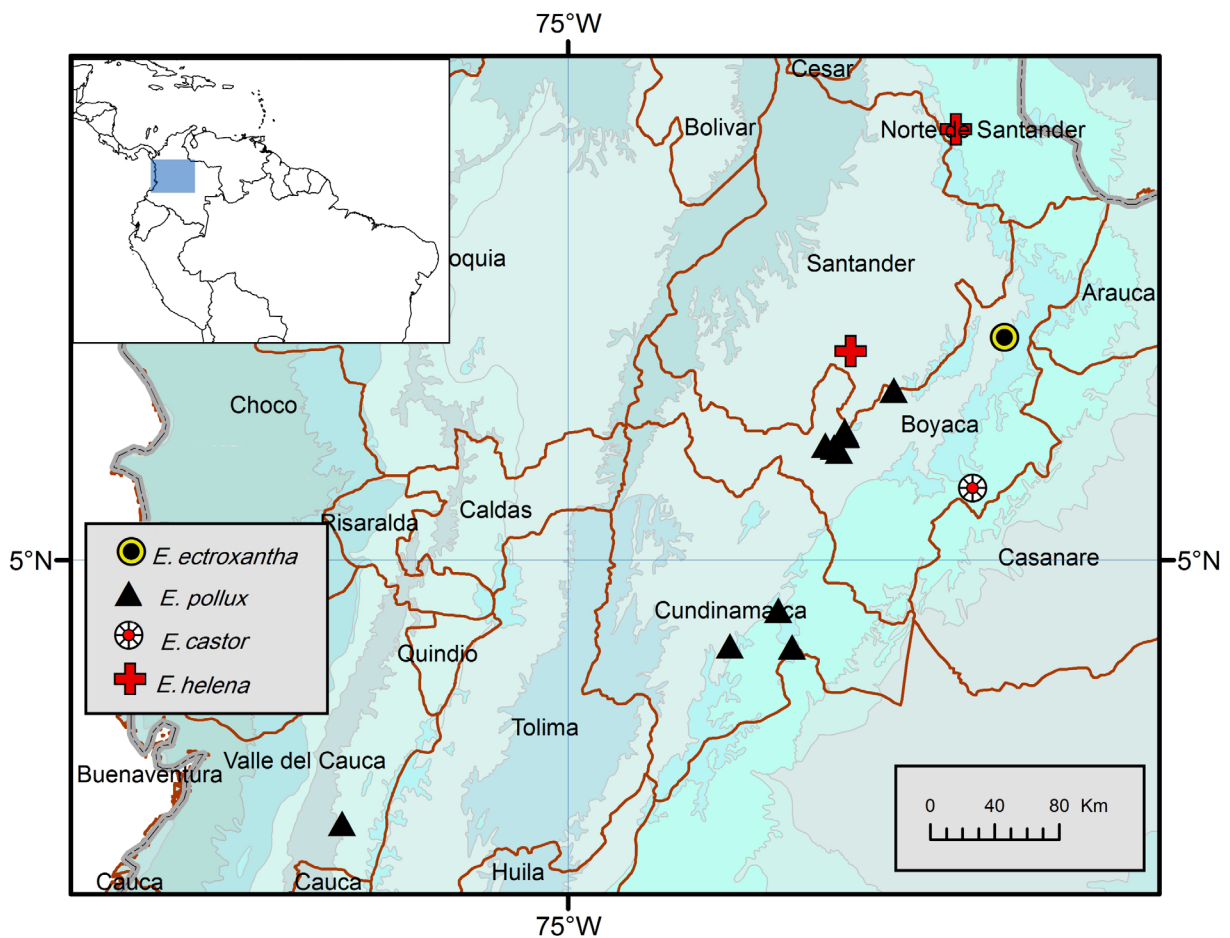 75°W
Cesar
Bolivar
Norte de Santander
oquia
Santander
Arauca
Choco
Boyaca
Caldas
Risaralda
5°N
5°N
Casanare
E. ectroxantha
E. pollux
E. castor
E. helena
Cundinamarca
Quindio
Tolima
Valle del Cauca
Buenaventura
0 40 80 Km
Huila
Cauca
Cauca
75°W